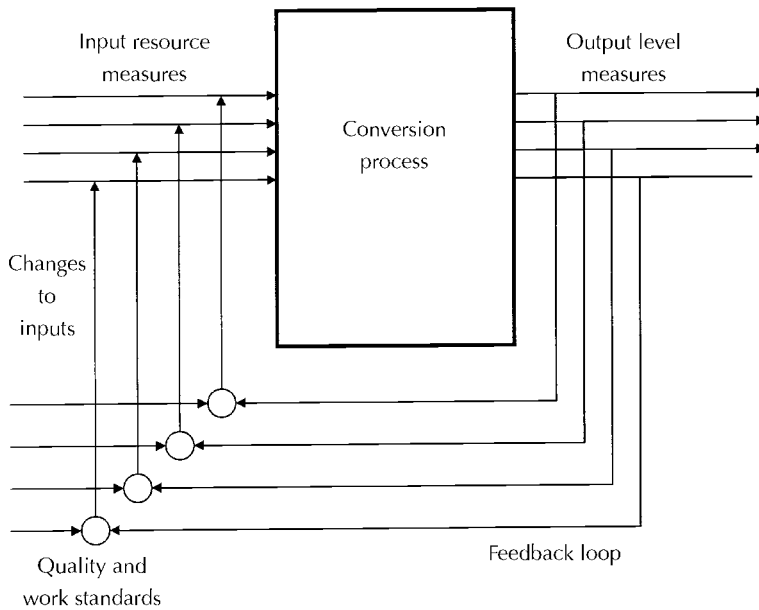 Input resource
measures
Output level
measures
Conversion
process
Changes
to
inputs
Feedback loop
Quality and
work standards